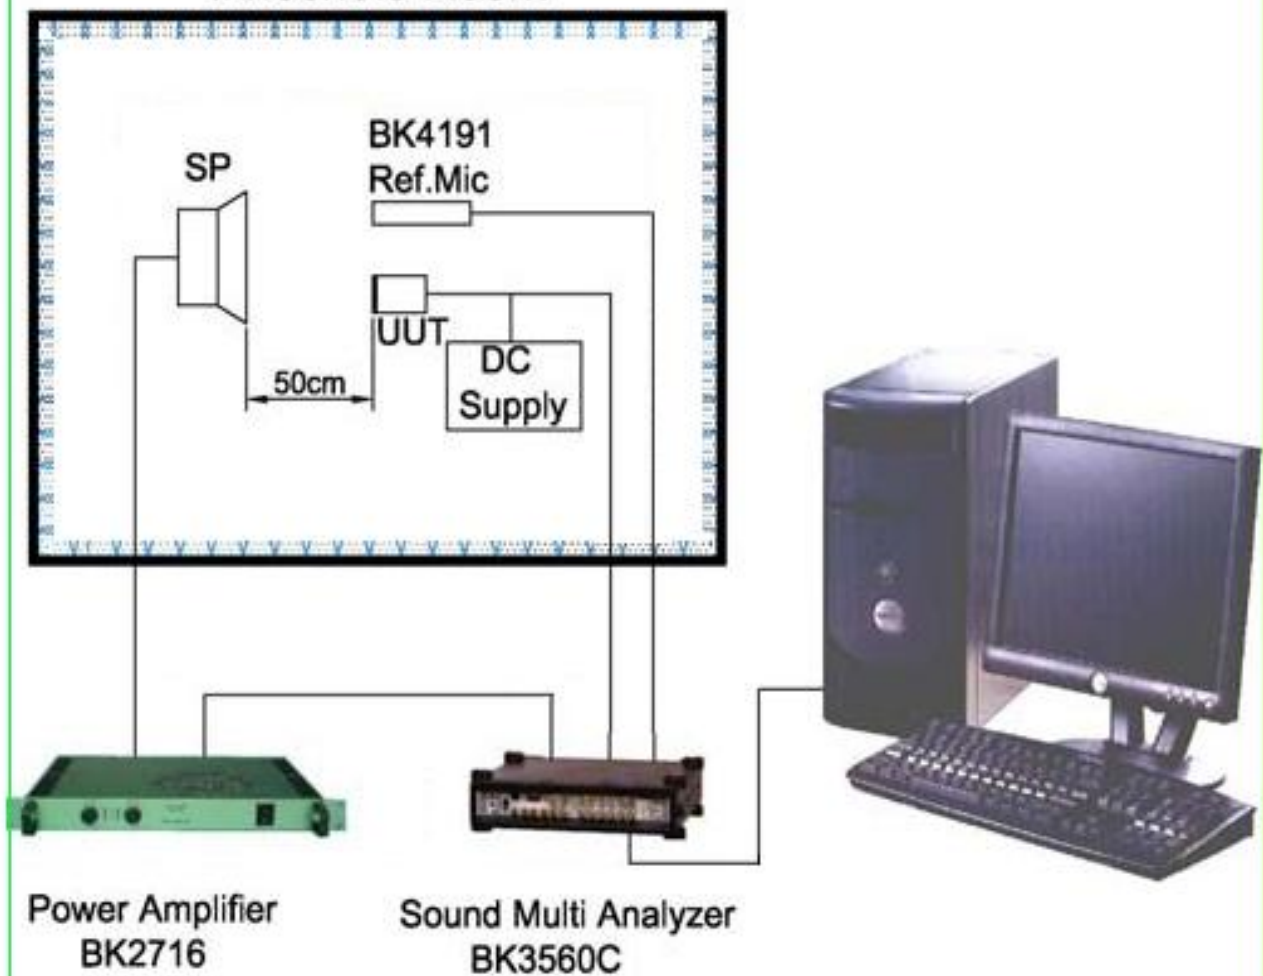 BK4191
Ref.Mic
SP
UUT
DC
Supply
50cm
Power Amplifier
BK2716
Sound Multi Analyzer
BK3560C